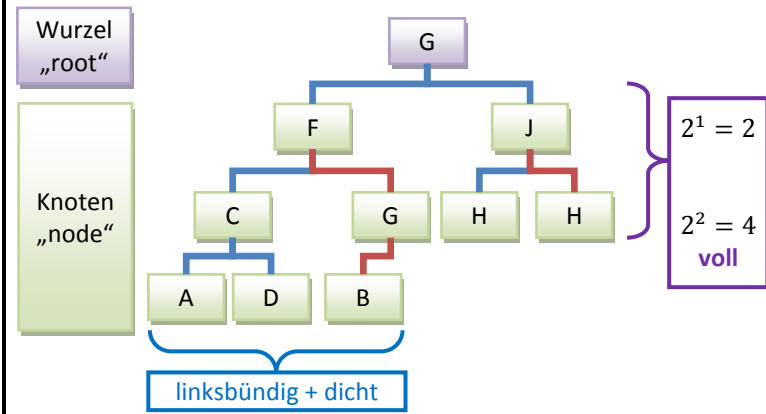 Wurzel
„root“
G
F
J
2¹ = 2
Knoten
„node“
C
G
H
H
2² = 4
voll
A
D
B
linksbündig + dicht